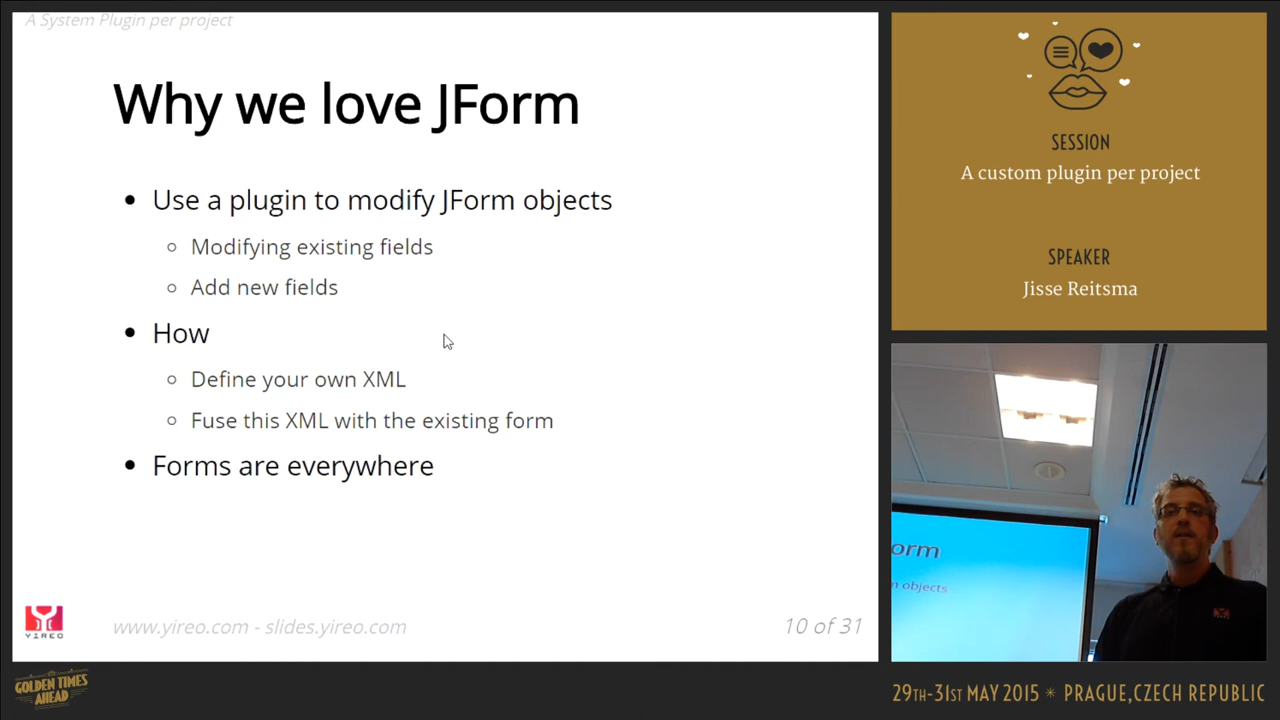 A System Plugin per project
Why we love JForm
Use a plugin to modify JForm objects
Modifying existing fields
Add new fields
How
Define your own XML
Fuse this XML with the existing form
Forms are everywhere
YIREO
www.yireo.com - slides.yireo.com
10 of 31
SESSION
A custom plugin per project
SPEAKER
Jisse Reitsma
orm
n objects
GOLDEN TIMES
AHEAD
29TH-31ST MAY 2015 * PRAGUE,CZECH REPUBLIC